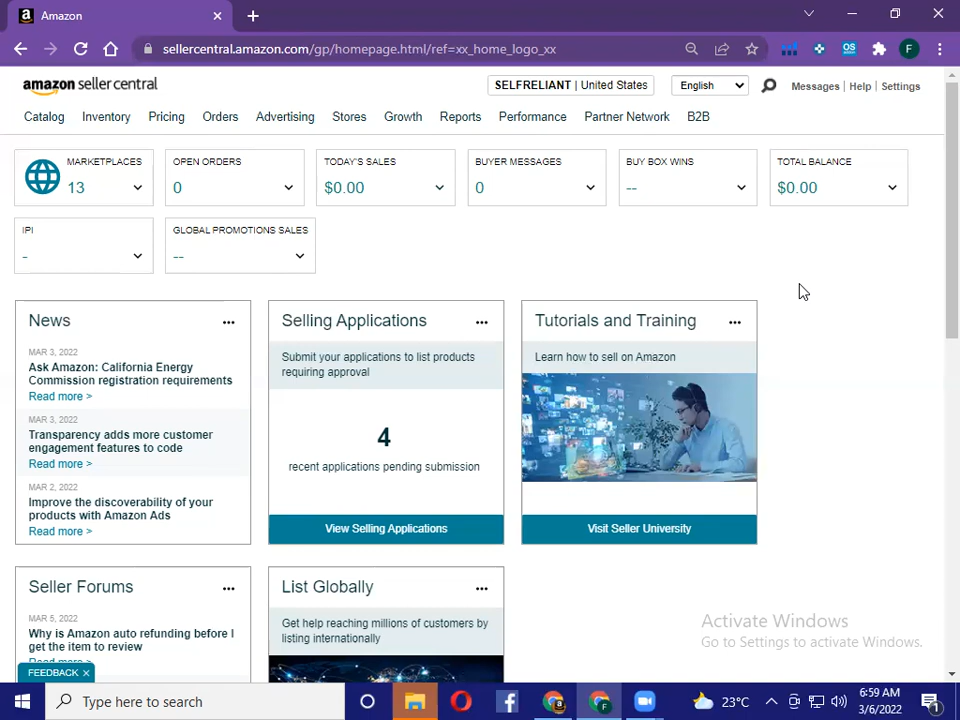 Amazon
sellercentral.amazon.com/gp/homepage.html/ref=xx_home_logo_xx
OS
F
amazon seller central
SELFRELIANT | United States
English
Messages | Help | Settings
Catalog Inventory Pricing Orders Advertising Stores Growth Reports Performance Partner Network B2B
MARKETPLACES
13
OPEN ORDERS
0
TODAY'S SALES
$0.00
BUYER MESSAGES
0
BUY BOX WINS
--
TOTAL BALANCE
$0.00
IPI
-
GLOBAL PROMOTIONS SALES
--
News
MAR 3, 2022
Ask Amazon: California Energy
Commission registration requirements
Read more >
MAR 3, 2022
Transparency adds more customer
engagement features to code
Read more >
MAR 2, 2022
Improve the discoverability of your
products with Amazon Ads
Read more >
Selling Applications
Submit your applications to list products
requiring approval
4
recent applications pending submission
View Selling Applications
Tutorials and Training
Learn how to sell on Amazon
Visit Seller University
Seller Forums
MAR 5, 2022
Why is Amazon auto refunding before I
get the item to review
Read more >
List Globally
Get help reaching millions of customers by
listing internationally
FEEDBACK
Activate Windows
Go to Settings to activate Windows.
Type here to search
23°C
6:59 AM
3/6/2022
1